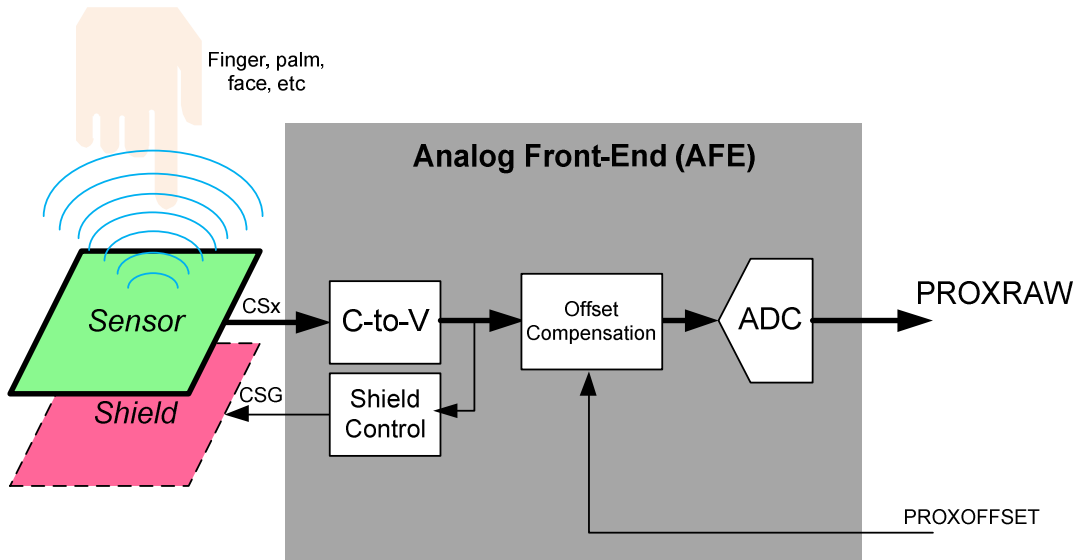 Finger, palm,
face, etc
Analog Front-End (AFE)
Sensor
CSx
C-to-V
Offset
Compensation
ADC
PROXRAW
Shield
CSG
Shield
Control
PROXOFFSET